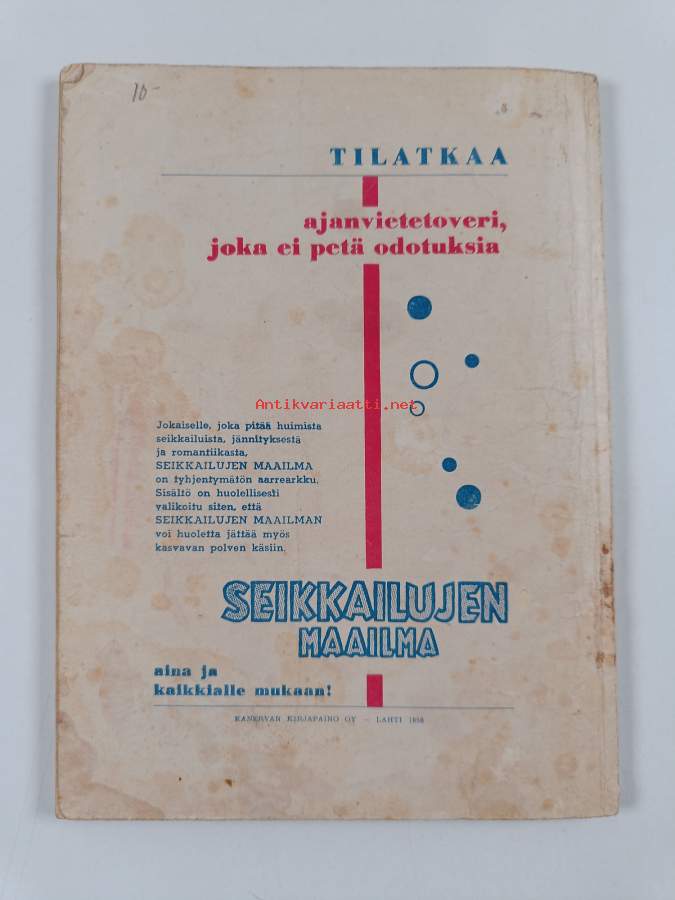 10-
TILATKAA
ajanvietetoveri,
joka ei petä odotuksia
Antikvariaatti.net
Jokaiselle, joka pitää huimista
seikkailuista, jännityksestä
ja romantiikasta,
SEIKKAILUJEN MAAILMA
on tyhjentymätön aarrearkku.
Sisältö on huolellisesti
valikoitu siten, että
SEIKKAILUJEN MAAILMAN
voi huoletta jättää myös
kasvavan polven käsiin.
SEIKKAILUJEN
MAAILMA
aina ja
kaikkialle mukaan!
KANERVAN KIRJAPAINO OY - LAHTI